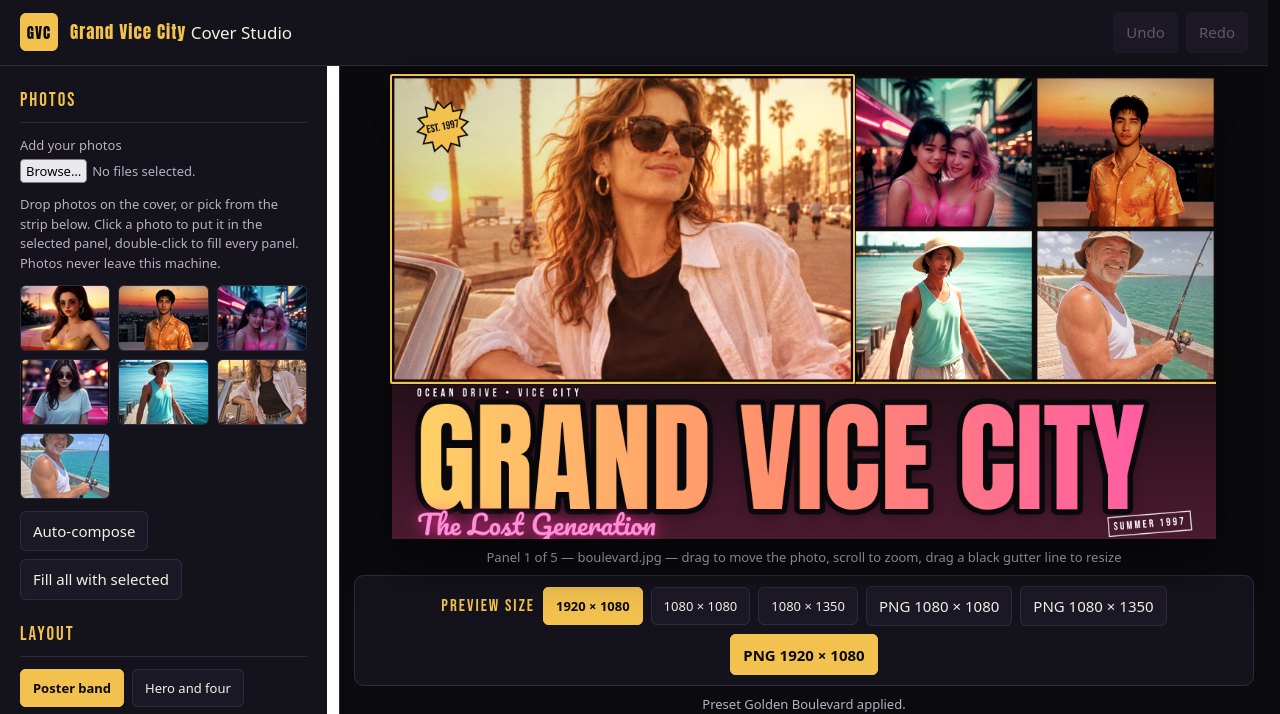 GVC
Grand Vice City Cover Studio
Undo
Redo
PHOTOS
Add your photos
Browse... No files selected.
Drop photos on the cover, or pick from the
strip below. Click a photo to put it in the
selected panel, double-click to fill every panel.
Photos never leave this machine.
Auto-compose
Fill all with selected
LAYOUT
Poster band
Hero and four
EST. 1997
OCEAN DRIVE • VICE CITY
GRAND VICE CITY
The Lost Generation
SUMMER 1997
Panel 1 of 5 — boulevard.jpg — drag to move the photo, scroll to zoom, drag a black gutter line to resize
PREVIEW SIZE
1920 × 1080
1080 × 1080
1080 × 1350
PNG 1080 × 1080
PNG 1080 × 1350
PNG 1920 × 1080
Preset Golden Boulevard applied.